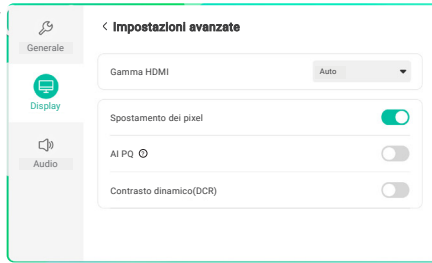 Impostazioni avanzate
Generale
Gamma HDMI
Auto
Display
Spostamento dei pixel
AI PQ
Audio
Contrasto dinamico(DCR)